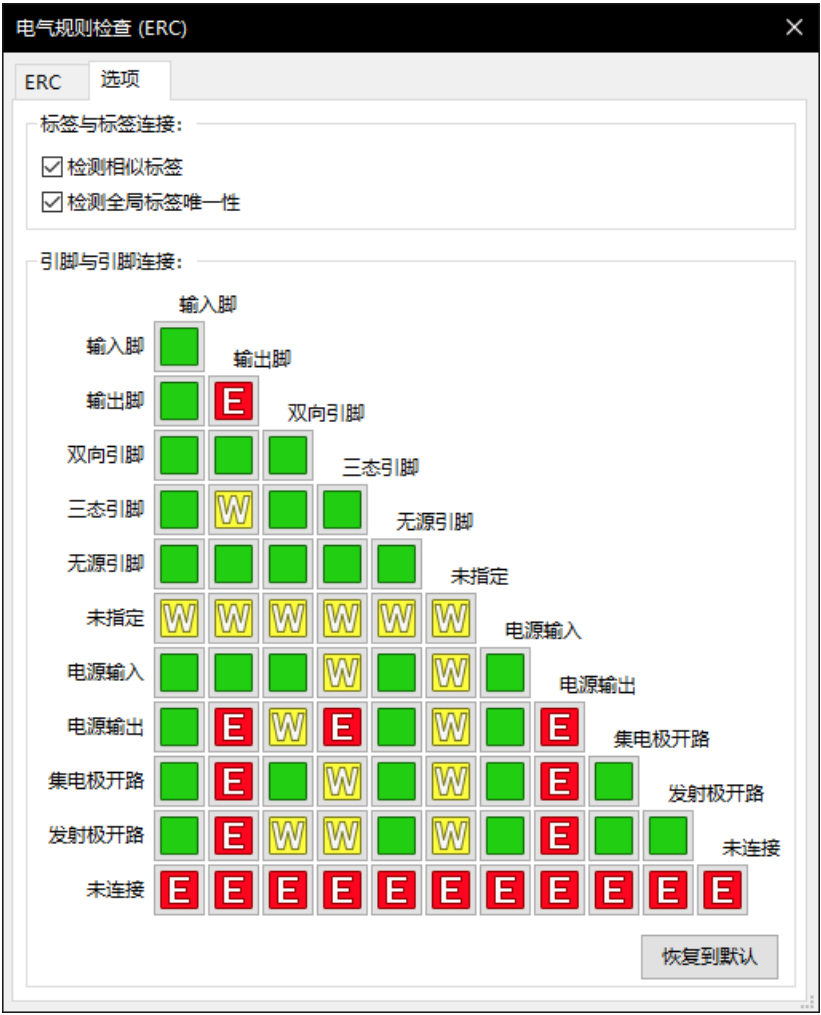 电气规则检查 (ERC)
ERC 选项
标签与标签连接:
检测相似标签
检测全局标签唯一性
引脚与引脚连接:
输入脚
输入脚
输出脚
输出脚 E
双向引脚
双向引脚
三态引脚
三态引脚 W
无源引脚
无源引脚
未指定
未指定 W W W W W W
电源输入
电源输入 W W
电源输出
电源输出 E W E W E
集电极开路
集电极开路 E W W E
发射极开路
发射极开路 E W W W E
未连接
未连接 E E E E E E E E E E E
恢复到默认